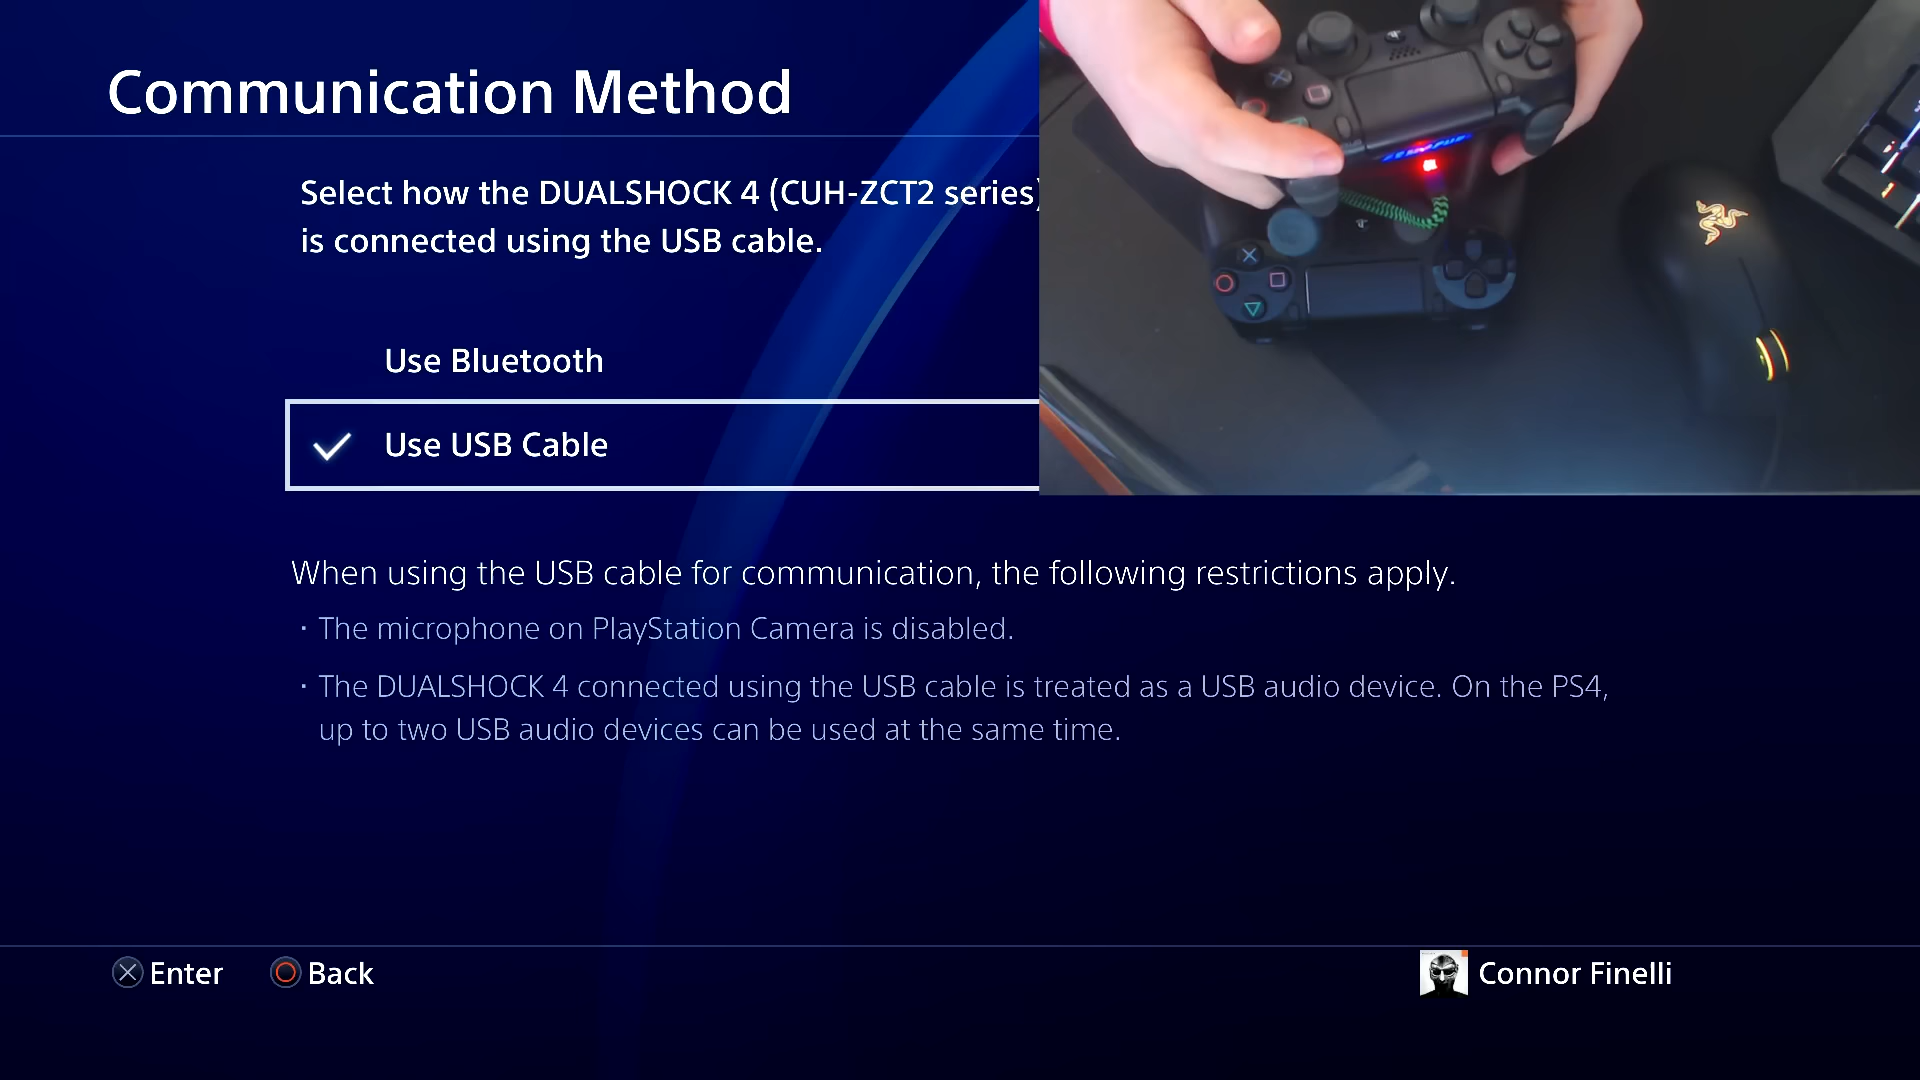 Communication Method
Select how the DUALSHOCK 4 (CUH-ZCT2 series)
is connected using the USB cable.
Use Bluetooth
Use USB Cable
When using the USB cable for communication, the following restrictions apply.
· The microphone on PlayStation Camera is disabled.
· The DUALSHOCK 4 connected using the USB cable is treated as a USB audio device. On the PS4,
up to two USB audio devices can be used at the same time.
Enter
Back
Connor Finelli